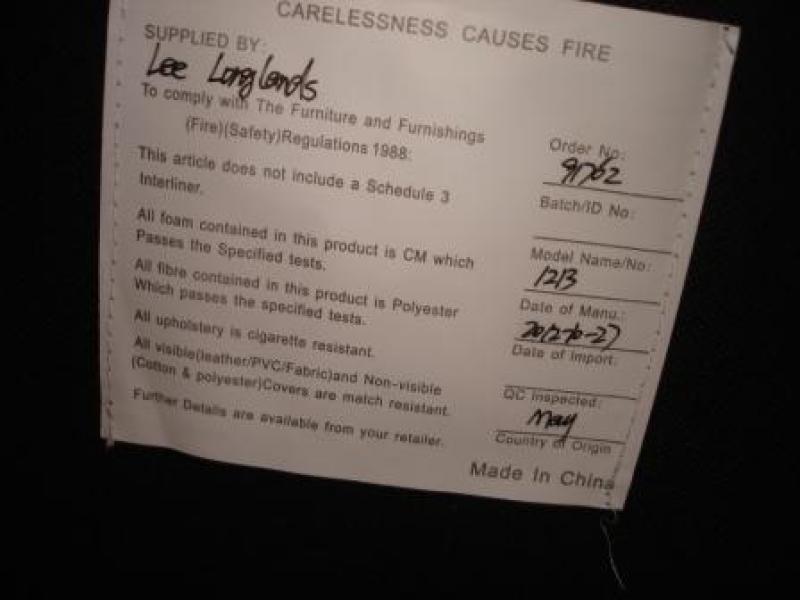 CARELESSNESS CAUSES FIRE
SUPPLIED BY:
Lee Longlands
To comply with The Furniture and Furnishings
(Fire)(Safety)Regulations 1988:
This article does not include a Schedule 3
Interliner.
All foam contained in this product is CM which
Passes the Specified tests.
All fibre contained in this product is Polyester
Which passes the specified tests.
All upholstery is cigarette resistant.
All visible(leather/PVC/Fabric)and Non-visible
(Cotton & polyester)Covers are match resistant.
Further Details are available from your retailer.
Order No:
Batch/ID No:
Model Name/No:
1213
Date of Manu.:
2012-10-27
Date of Import:
QC Inspected:
May
Country of Origin
Made In China